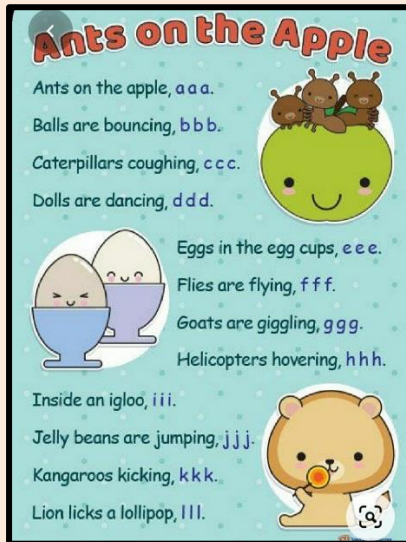 Ants on the Apple
Ants on the apple, a a a.
Balls are bouncing, b b b.
Caterpillars coughing, c c c.
Dolls are dancing, d d d.
Eggs in the egg cups, e e e.
Flies are flying, f f f.
Goats are giggling, g g g.
Helicopters hovering, h h h.
Inside an igloo, i i i.
Jelly beans are jumping, j j j.
Kangaroos kicking, k k k.
Lion licks a lollipop, l l l.